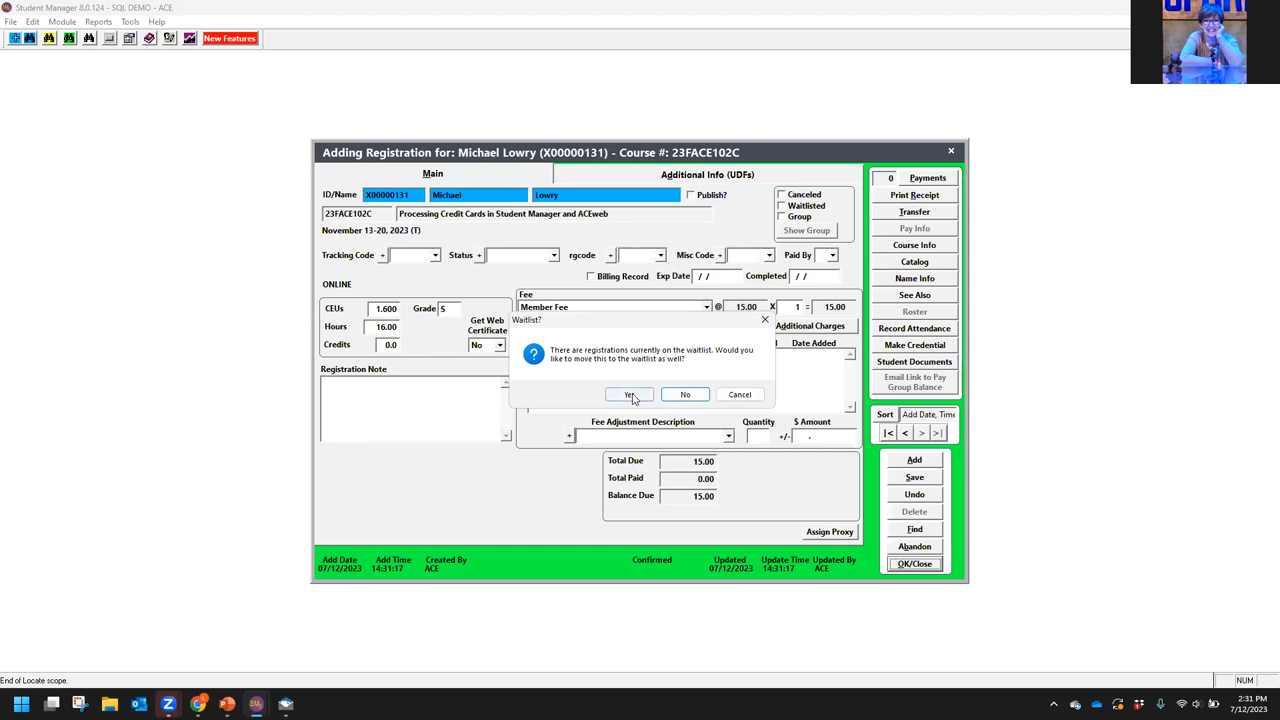 Student Manager 8.0.124 - SQL DEMO - ACE
File Edit Module Reports Tools Help
New Features
Adding Registration for: Michael Lowry (X00000131) - Course #: 23FACE102C
Main
Additional Info (UDFs)
ID/Name X00000131 Michael Lowry Publish?
23FACE102C Processing Credit Cards in Student Manager and ACEweb
November 13-20, 2023 (T)
Canceled
Waitlisted
Group
Show Group
Tracking Code + Status + rgcode + Misc Code + Paid By
Billing Record Exp Date / / Completed / /
ONLINE
CEUs 1.600 Grade S
Hours 16.00
Credits 0.0
Get Web
Certificate
No
Fee
Member Fee @ 15.00 X 1 = 15.00
Additional Charges
Date Added
Waitlist?
There are registrations currently on the waitlist. Would you
like to move this to the waitlist as well?
Yes No Cancel
Registration Note
Fee Adjustment Description Quantity $ Amount
+ +/- .
Total Due 15.00
Total Paid 0.00
Balance Due 15.00
Assign Proxy
Add Date Add Time Created By Confirmed Updated Update Time Updated By
07/12/2023 14:31:17 ACE 07/12/2023 14:31:17 ACE
0 Payments
Print Receipt
Transfer
Pay Info
Course Info
Catalog
Name Info
See Also
Roster
Record Attendance
Make Credential
Student Documents
Email Link to Pay
Group Balance
Sort Add Date, Time
|< < > >|
Add
Save
Undo
Delete
Find
Abandon
OK/Close
End of Locate scope.
NUM
2:31 PM
7/12/2023